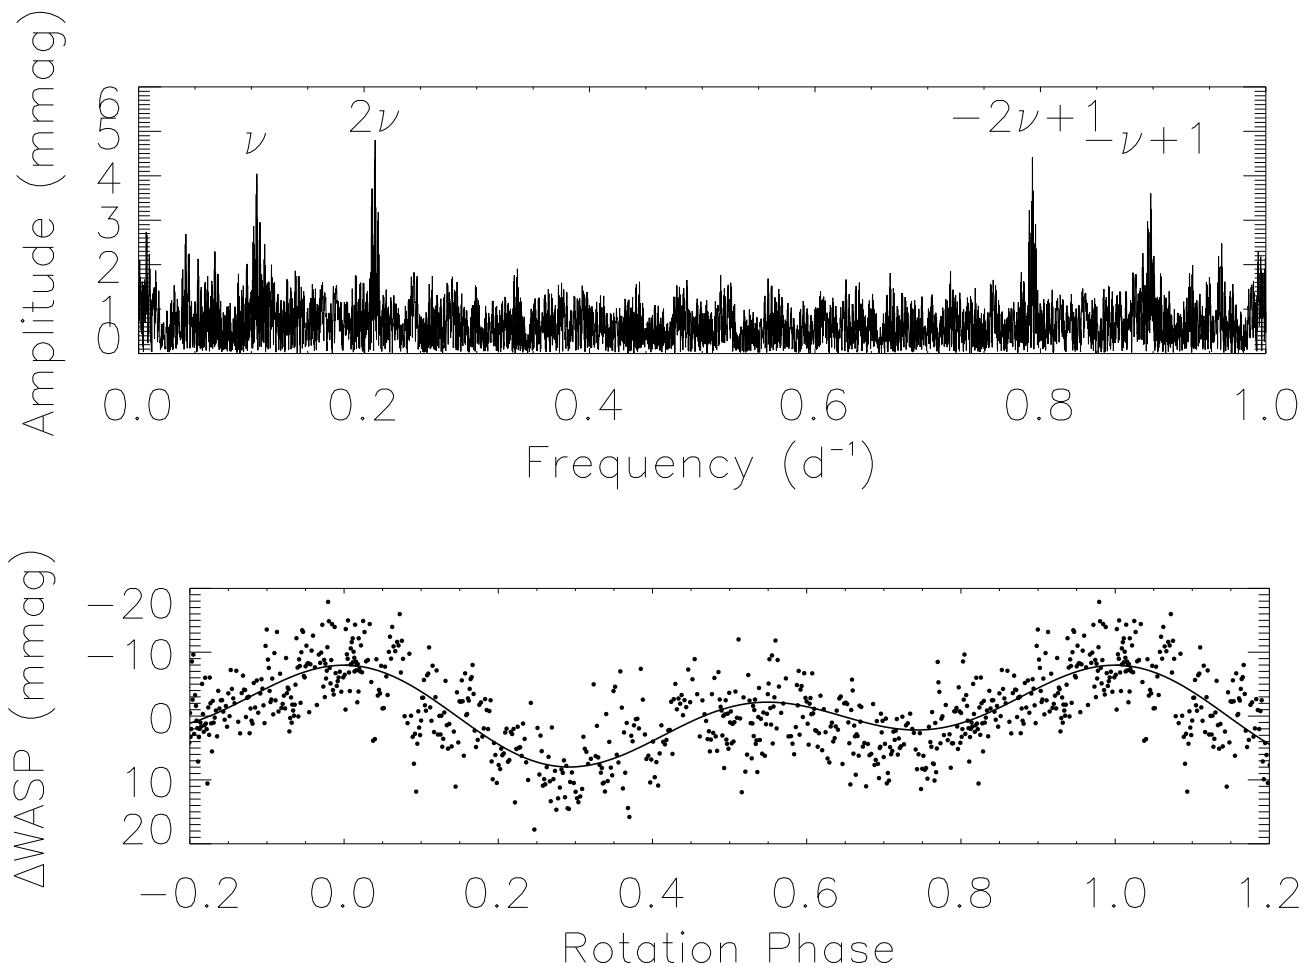 Amplitude (mmag)
6
5
4
3
2
1
0
ν
2ν
−2ν+1
−ν+1
0.0 0.2 0.4 0.6 0.8 1.0
Frequency (d⁻¹)
ΔWASP (mmag)
−20
−10
0
10
20
−0.2 0.0 0.2 0.4 0.6 0.8 1.0 1.2
Rotation Phase